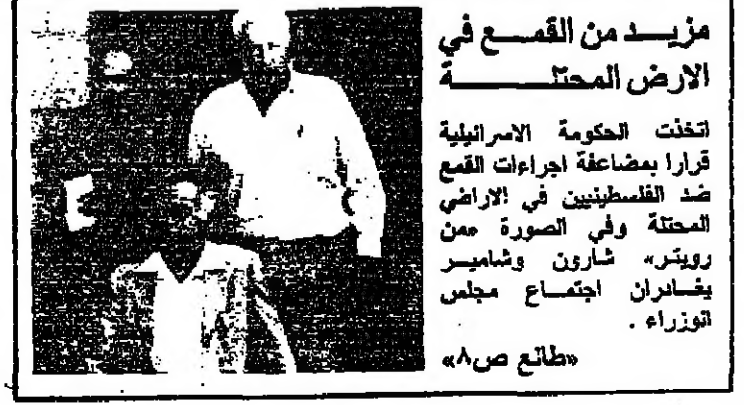 مزيد من القمع في
الارض المحتلة
اتخذت الحكومة الاسرائيلية
قرارا بمضاعفة اجراءات القمع
ضد الفلسطينيين في الاراضي
المحتلة وفي الصورة «من
رويتر» شارون وشامير
يغادران اجتماع مجلس
الوزراء .
«طالع ص٨»